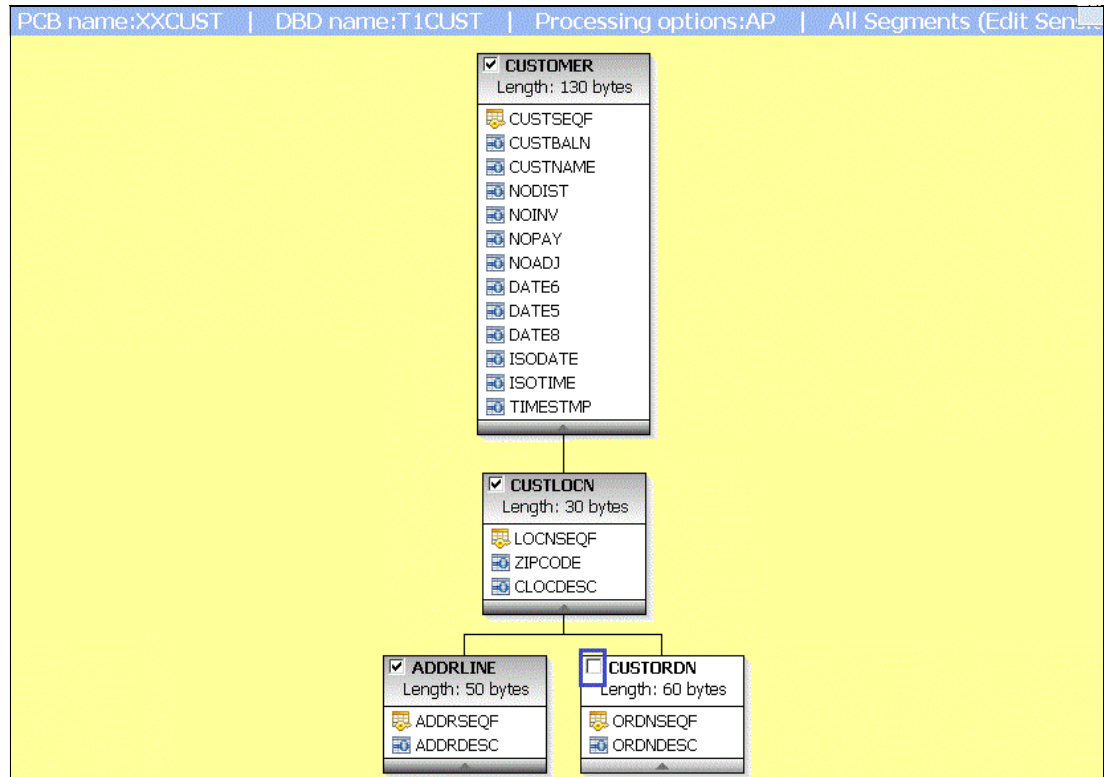 PCB name:XXCUST | DBD name:T1CUST | Processing options:AP | All Segments (Edit
CUSTOMER
Length: 130 bytes
CUSTSEQF
CUSTBALN
CUSTNAME
NODIST
NOINV
NOPAY
NOADJ
DATE6
DATE5
DATE8
ISODATE
ISOTIME
TIMESTMP
CUSTLOCN
Length: 30 bytes
LOCNSEQF
ZIPCODE
CLOCDESC
ADDRLINE
Length: 50 bytes
ADDRSEQF
ADDRDESC
CUSTORDN
Length: 60 bytes
ORDNSEQF
ORDNDESC